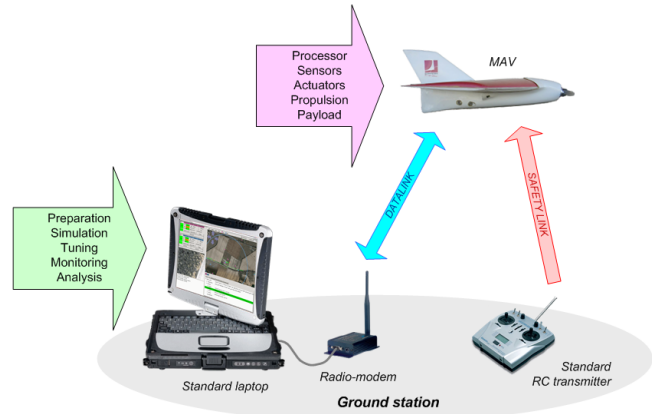 Processor
Sensors
Actuators
Propulsion
Payload
MAV
DATALINK
SAFETY LINK
Preparation
Simulation
Tuning
Monitoring
Analysis
Standard laptop
Radio-modem
Standard
RC transmitter
Ground station